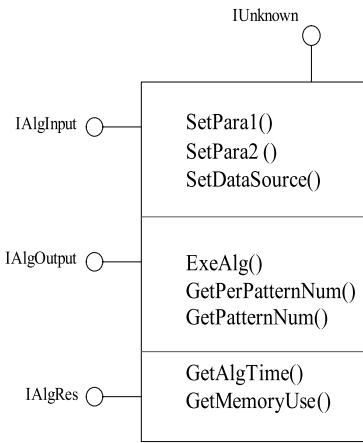 IUnknown
IAlgInput
SetPara1()
SetPara2 ()
SetDataSource()
IAlgOutput
ExeAlg()
GetPerPatternNum()
GetPatternNum()
IAlgRes
GetAlgTime()
GetMemoryUse()